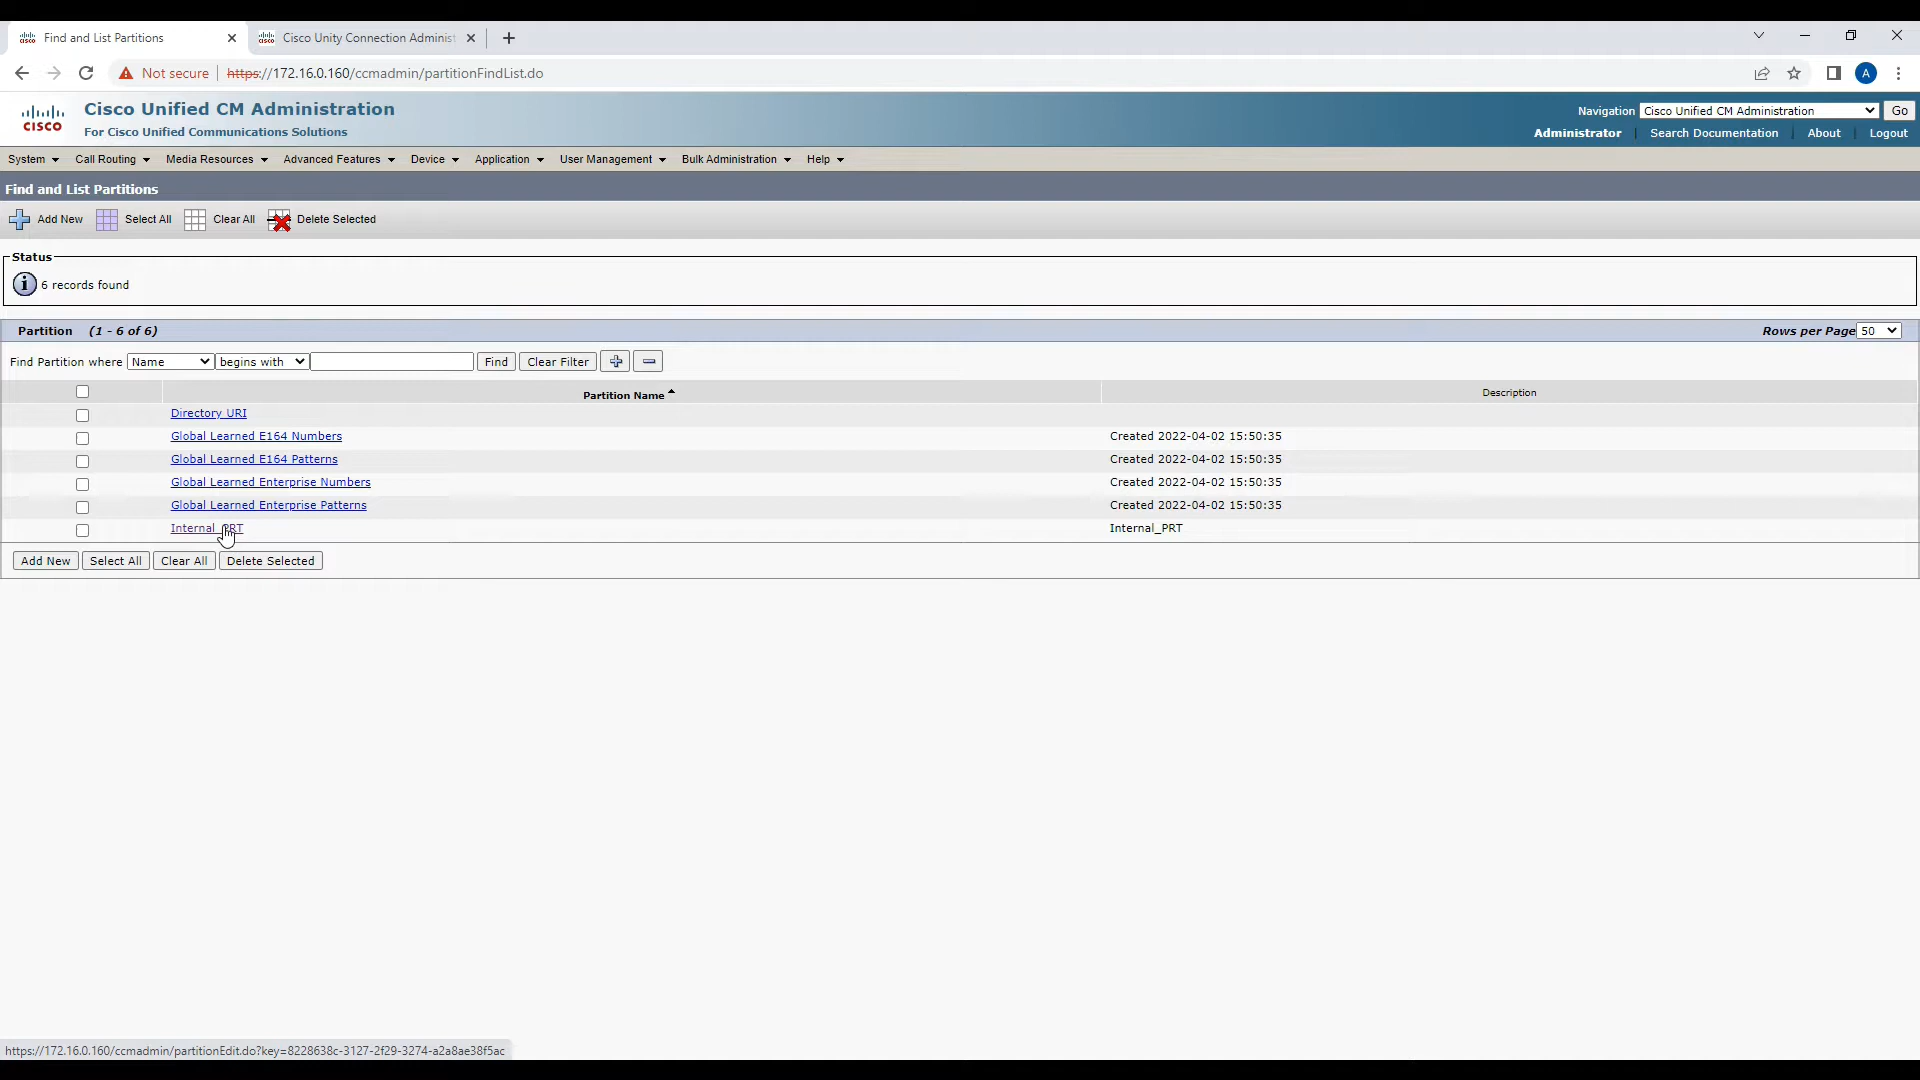 Find and List Partitions
Cisco Unity Connection Administ
Not secure https://172.16.0.160/ccmadmin/partitionFindList.do
A
cisco
Cisco Unified CM Administration
For Cisco Unified Communications Solutions
Navigation Cisco Unified CM Administration Go
Administrator Search Documentation About Logout
System Call Routing Media Resources Advanced Features Device Application User Management Bulk Administration Help
Find and List Partitions
Add New Select All Clear All Delete Selected
Status
6 records found
Partition (1 - 6 of 6) Rows per Page 50
Find Partition where Name begins with Find Clear Filter
Partition Name Description
Directory URI
Global Learned E164 Numbers Created 2022-04-02 15:50:35
Global Learned E164 Patterns Created 2022-04-02 15:50:35
Global Learned Enterprise Numbers Created 2022-04-02 15:50:35
Global Learned Enterprise Patterns Created 2022-04-02 15:50:35
Internal_PRT Internal_PRT
Add New Select All Clear All Delete Selected
https://172.16.0.160/ccmadmin/partitionEdit.do?key=8228638c-3127-2f29-3274-a2a8ae38f5ac